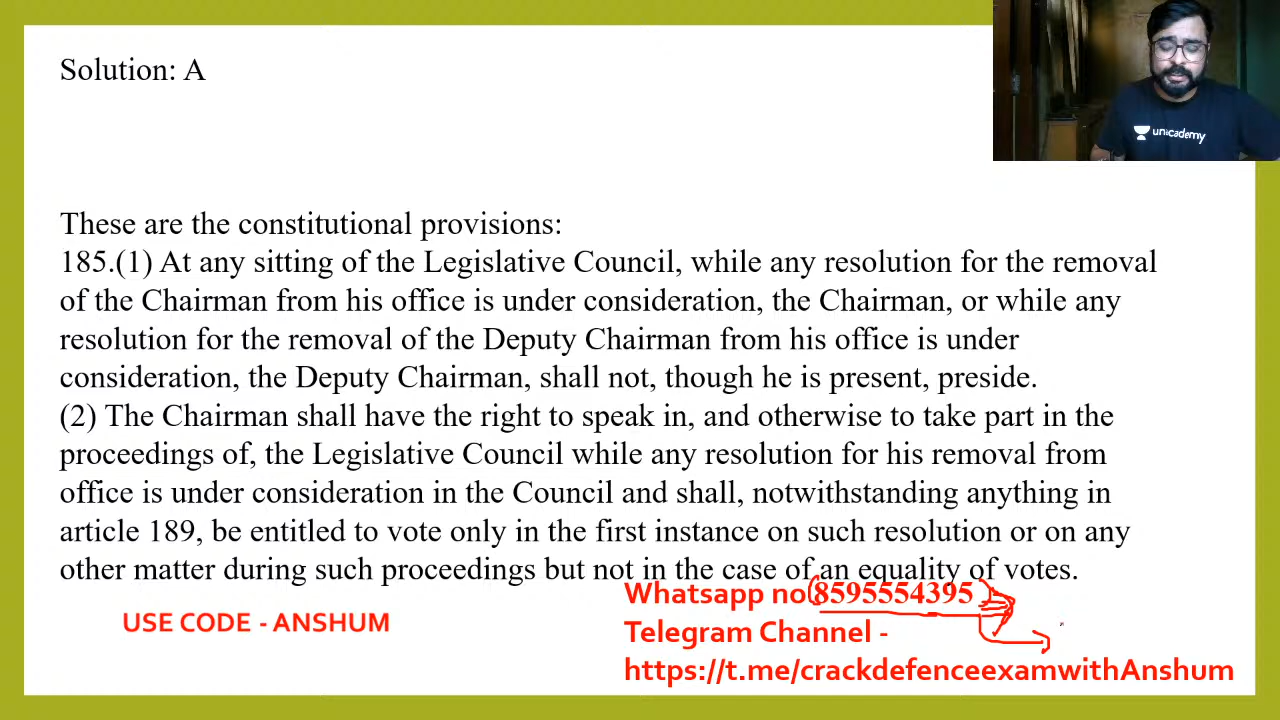 Solution: A
unacademy
These are the constitutional provisions:
185.(1) At any sitting of the Legislative Council, while any resolution for the removal
of the Chairman from his office is under consideration, the Chairman, or while any
resolution for the removal of the Deputy Chairman from his office is under
consideration, the Deputy Chairman, shall not, though he is present, preside.
(2) The Chairman shall have the right to speak in, and otherwise to take part in the
proceedings of, the Legislative Council while any resolution for his removal from
office is under consideration in the Council and shall, notwithstanding anything in
article 189, be entitled to vote only in the first instance on such resolution or on any
other matter during such proceedings but not in the case of an equality of votes.
Whatsapp no 8595554395
USE CODE - ANSHUM
Telegram Channel -
https://t.me/crackdefenceexamwithAnshum